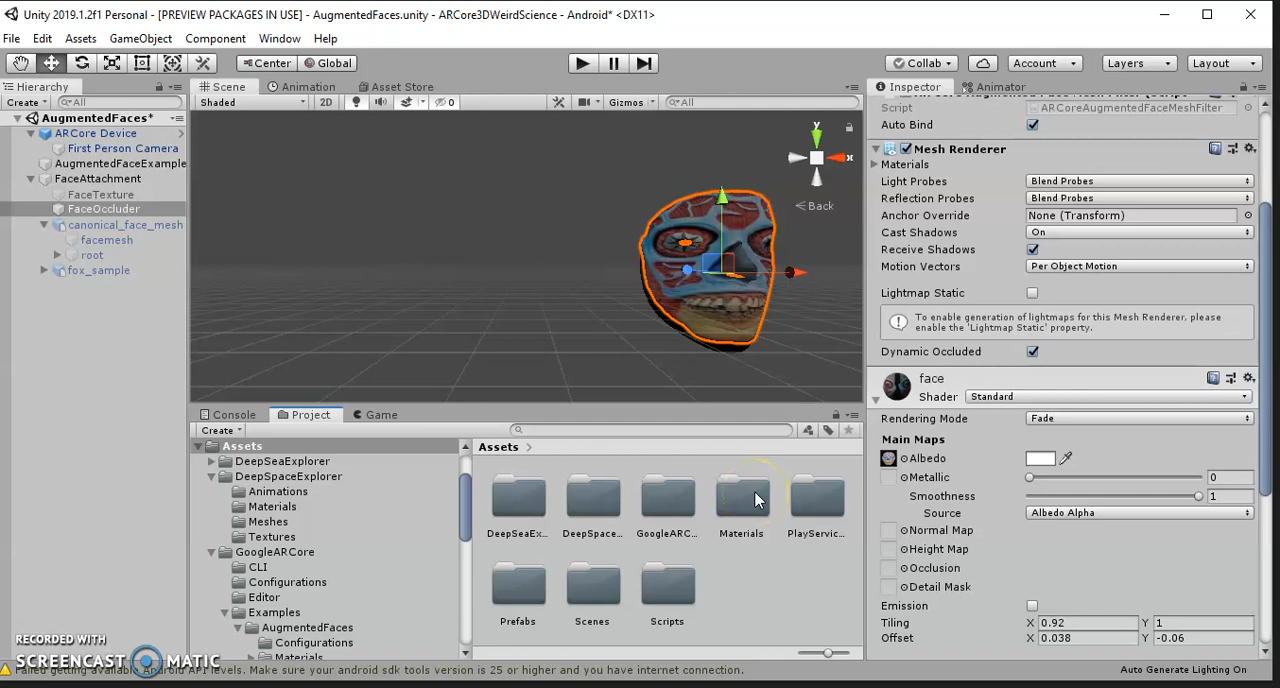 Unity 2019.1.2f1 Personal - [PREVIEW PACKAGES IN USE] - AugmentedFaces.unity - ARCore3DWeirdScience - Android* <DX11>
File Edit Assets GameObject Component Window Help
Center Global Collab Account Layers Layout
Hierarchy
Create All
AugmentedFaces*
ARCore Device
First Person Camera
AugmentedFaceExample
FaceAttachment
FaceTexture
FaceOccluder
canonical_face_mesh
facemesh
root
fox_sample
Scene Animation Asset Store
Shaded 2D 0 Gizmos All
y
x
Back
Console Project Game
Create
Assets
DeepSeaExplorer
DeepSpaceExplorer
Animations
Materials
Meshes
Textures
GoogleARCore
CLI
Configurations
Editor
Examples
AugmentedFaces
Configurations
Materials
Assets
DeepSeaEx... DeepSpace... GoogleARC... Materials PlayServic...
Prefabs Scenes Scripts
Inspector Animator
Script ARCoreAugmentedFaceMeshFilter
Auto Bind
Mesh Renderer
Materials
Light Probes Blend Probes
Reflection Probes Blend Probes
Anchor Override None (Transform)
Cast Shadows On
Receive Shadows
Motion Vectors Per Object Motion
Lightmap Static
To enable generation of lightmaps for this Mesh Renderer, please
enable the 'Lightmap Static' property.
Dynamic Occluded
face
Shader Standard
Rendering Mode Fade
Main Maps
Albedo
Metallic 0
Smoothness 1
Source Albedo Alpha
Normal Map
Height Map
Occlusion
Detail Mask
Emission
Tiling X 0.92 Y 1
Offset X 0.038 Y -0.06
RECORDED WITH
SCREENCAST MATIC
Failed getting available Android API levels. Make sure your android sdk tools version is 25 or higher and you have internet connection.
Auto Generate Lighting On